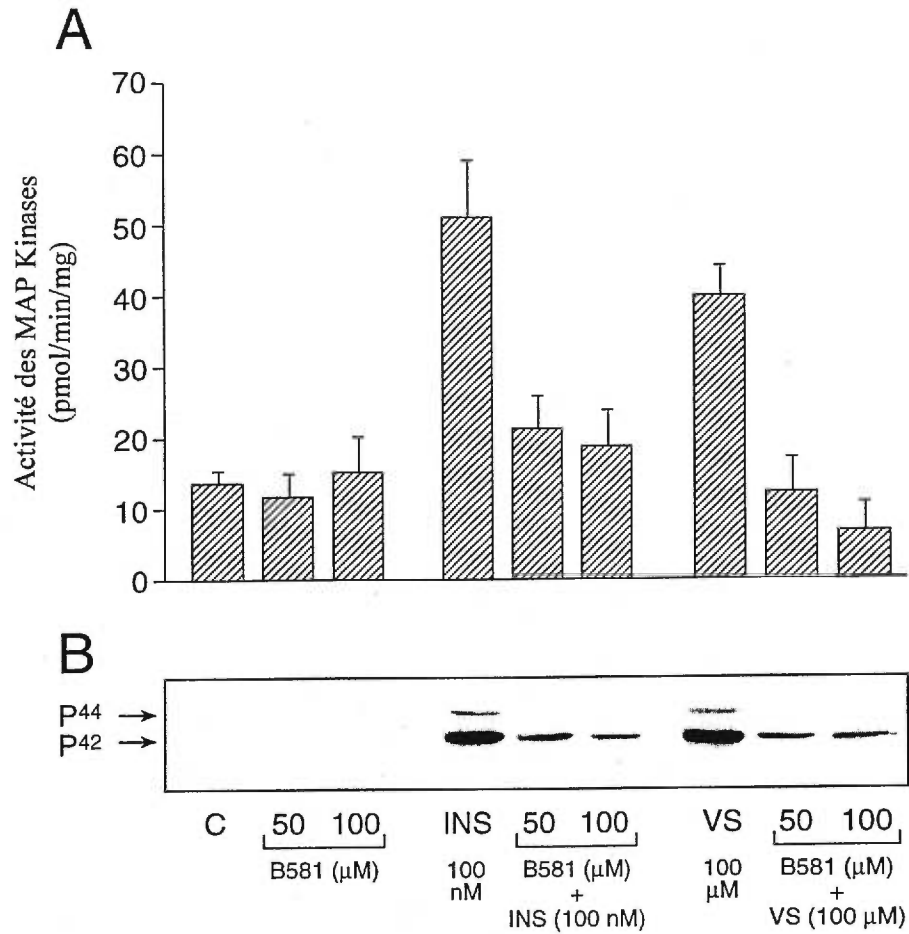 A
Activité des MAP Kinases
(pmol/min/mg)
70
60
50
40
30
20
10
0
B
P44 →
P42 →
C 50 100 INS 50 100 VS 50 100
B581 (µM) 100 nM B581 (µM) + INS (100 nM) 100 µM B581 (µM) + VS (100 µM)